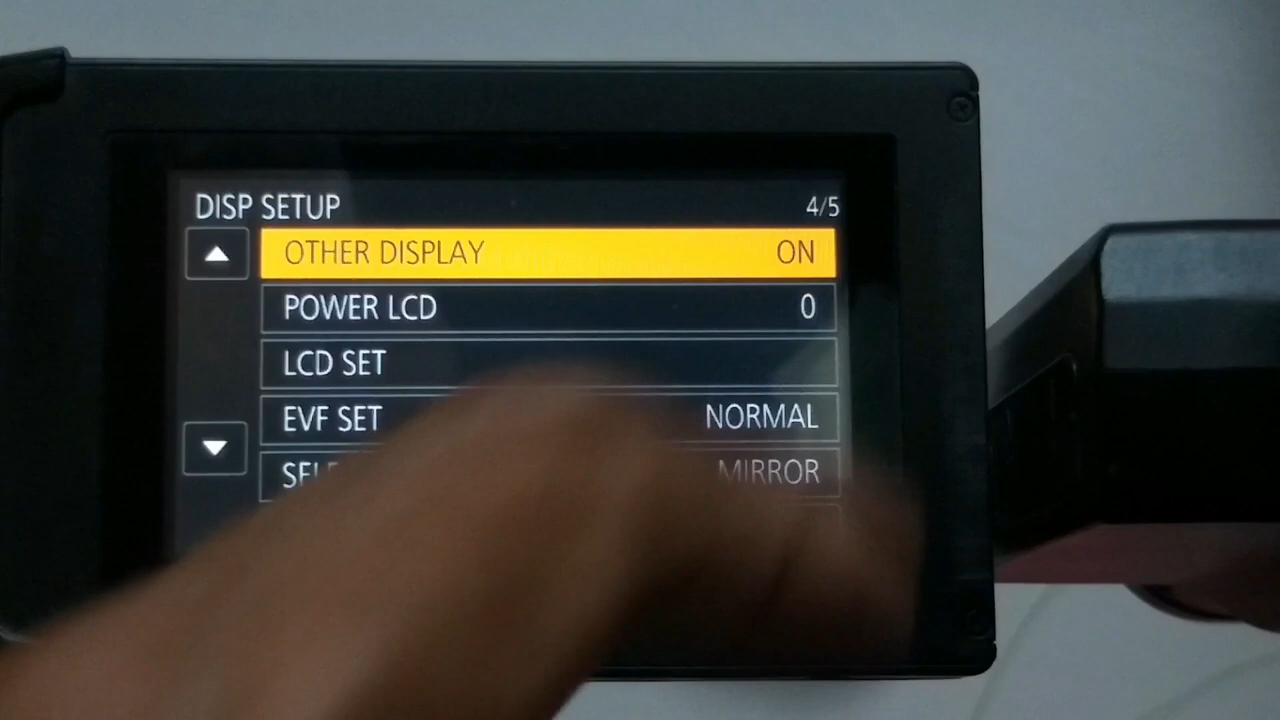 DISP SETUP 4/5
OTHER DISPLAY ON
POWER LCD 0
LCD SET
EVF SET NORMAL
MIRROR